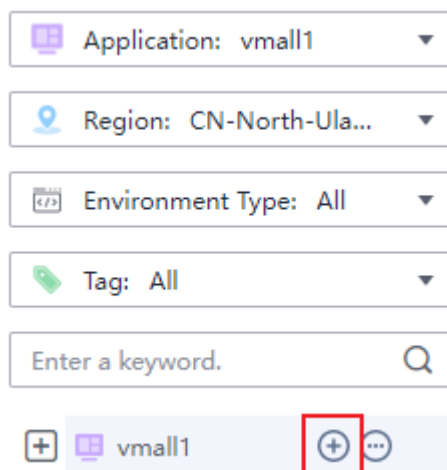 Application: vmall1
Region: CN-North-Ula...
Environment Type: All
Tag: All
Enter a keyword.
vmall1